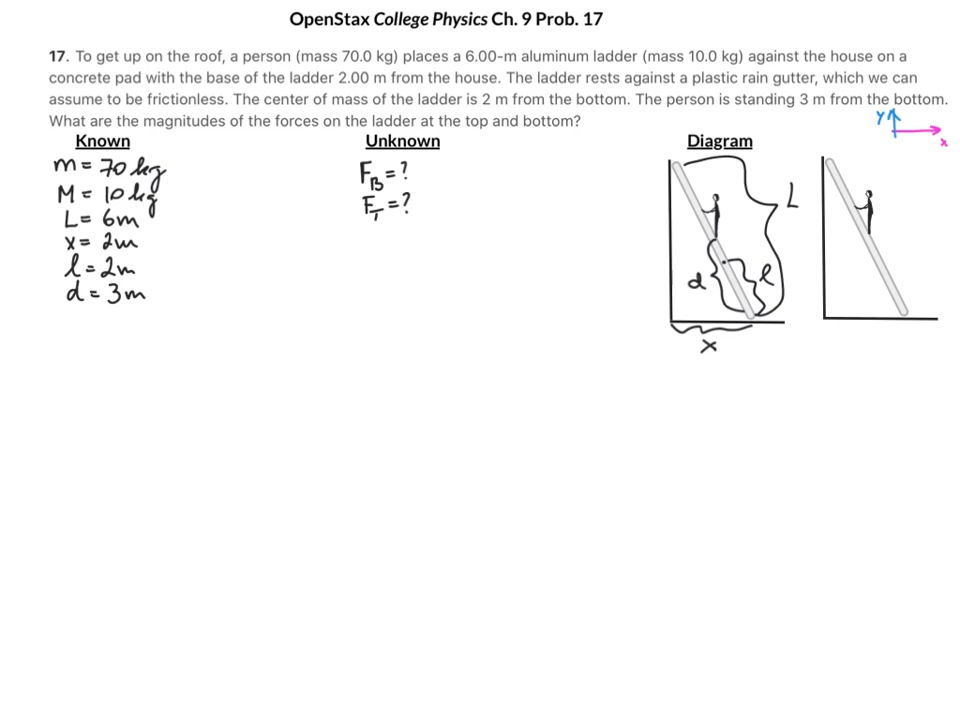 OpenStax College Physics Ch. 9 Prob. 17
17. To get up on the roof, a person (mass 70.0 kg) places a 6.00-m aluminum ladder (mass 10.0 kg) against the house on a
concrete pad with the base of the ladder 2.00 m from the house. The ladder rests against a plastic rain gutter, which we can
assume to be frictionless. The center of mass of the ladder is 2 m from the bottom. The person is standing 3 m from the bottom.
What are the magnitudes of the forces on the ladder at the top and bottom?
Known
m = 70 kg
M = 10 kg
L = 6m
x = 2m
l = 2m
d = 3m
Unknown
F_B = ?
F_T = ?
Diagram
Y
x
L
d
l
x